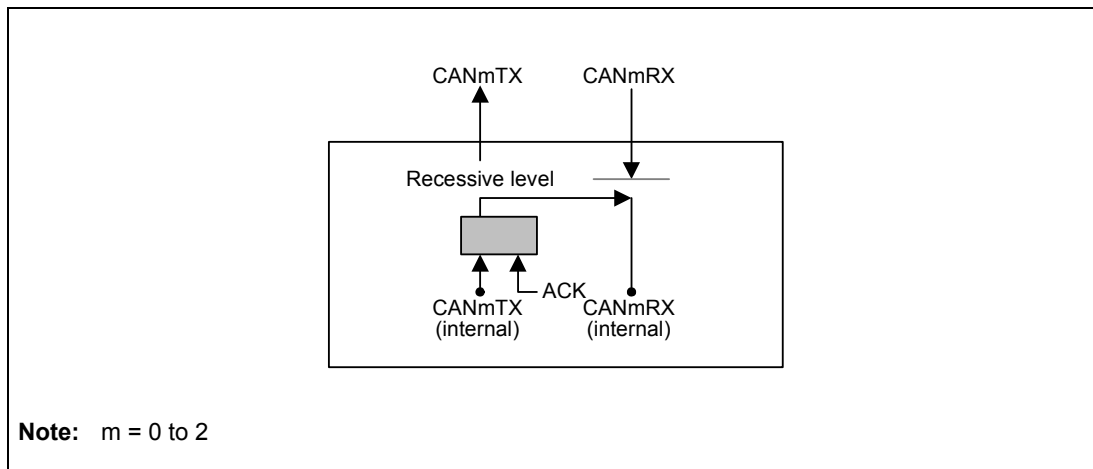 CANmTX CANmRX
Recessive level
ACK
CANmTX CANmRX
(internal) (internal)
Note: m = 0 to 2